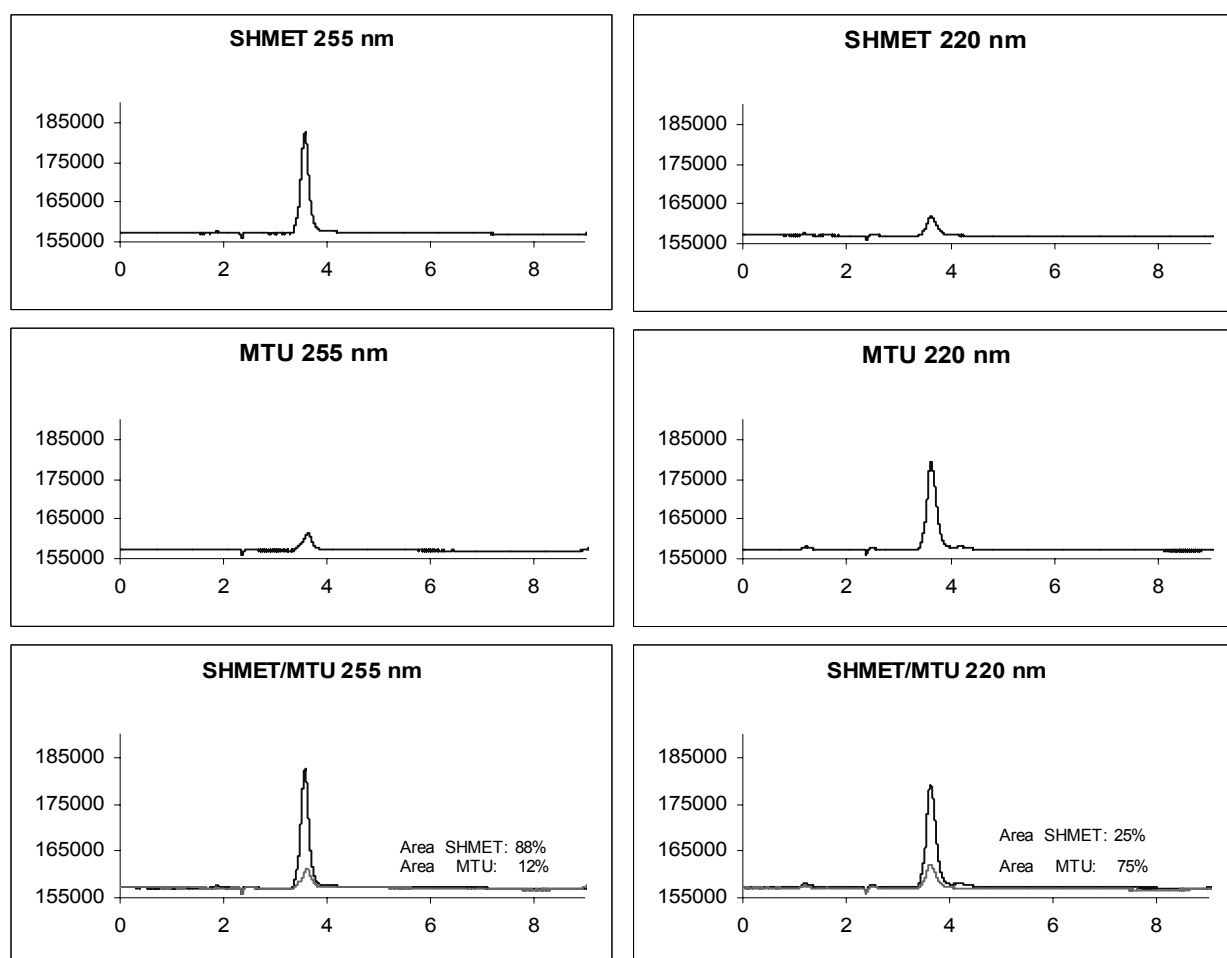 SHMET 255 nm
185000
175000
165000
155000
0 2 4 6 8
SHMET 220 nm
185000
175000
165000
155000
0 2 4 6 8
MTU 255 nm
185000
175000
165000
155000
0 2 4 6 8
MTU 220 nm
185000
175000
165000
155000
0 2 4 6 8
SHMET/MTU 255 nm
185000
175000
165000
155000
Area SHMET: 88%
Area MTU: 12%
0 2 4 6 8
SHMET/MTU 220 nm
185000
175000
165000
155000
Area SHMET: 25%
Area MTU: 75%
0 2 4 6 8